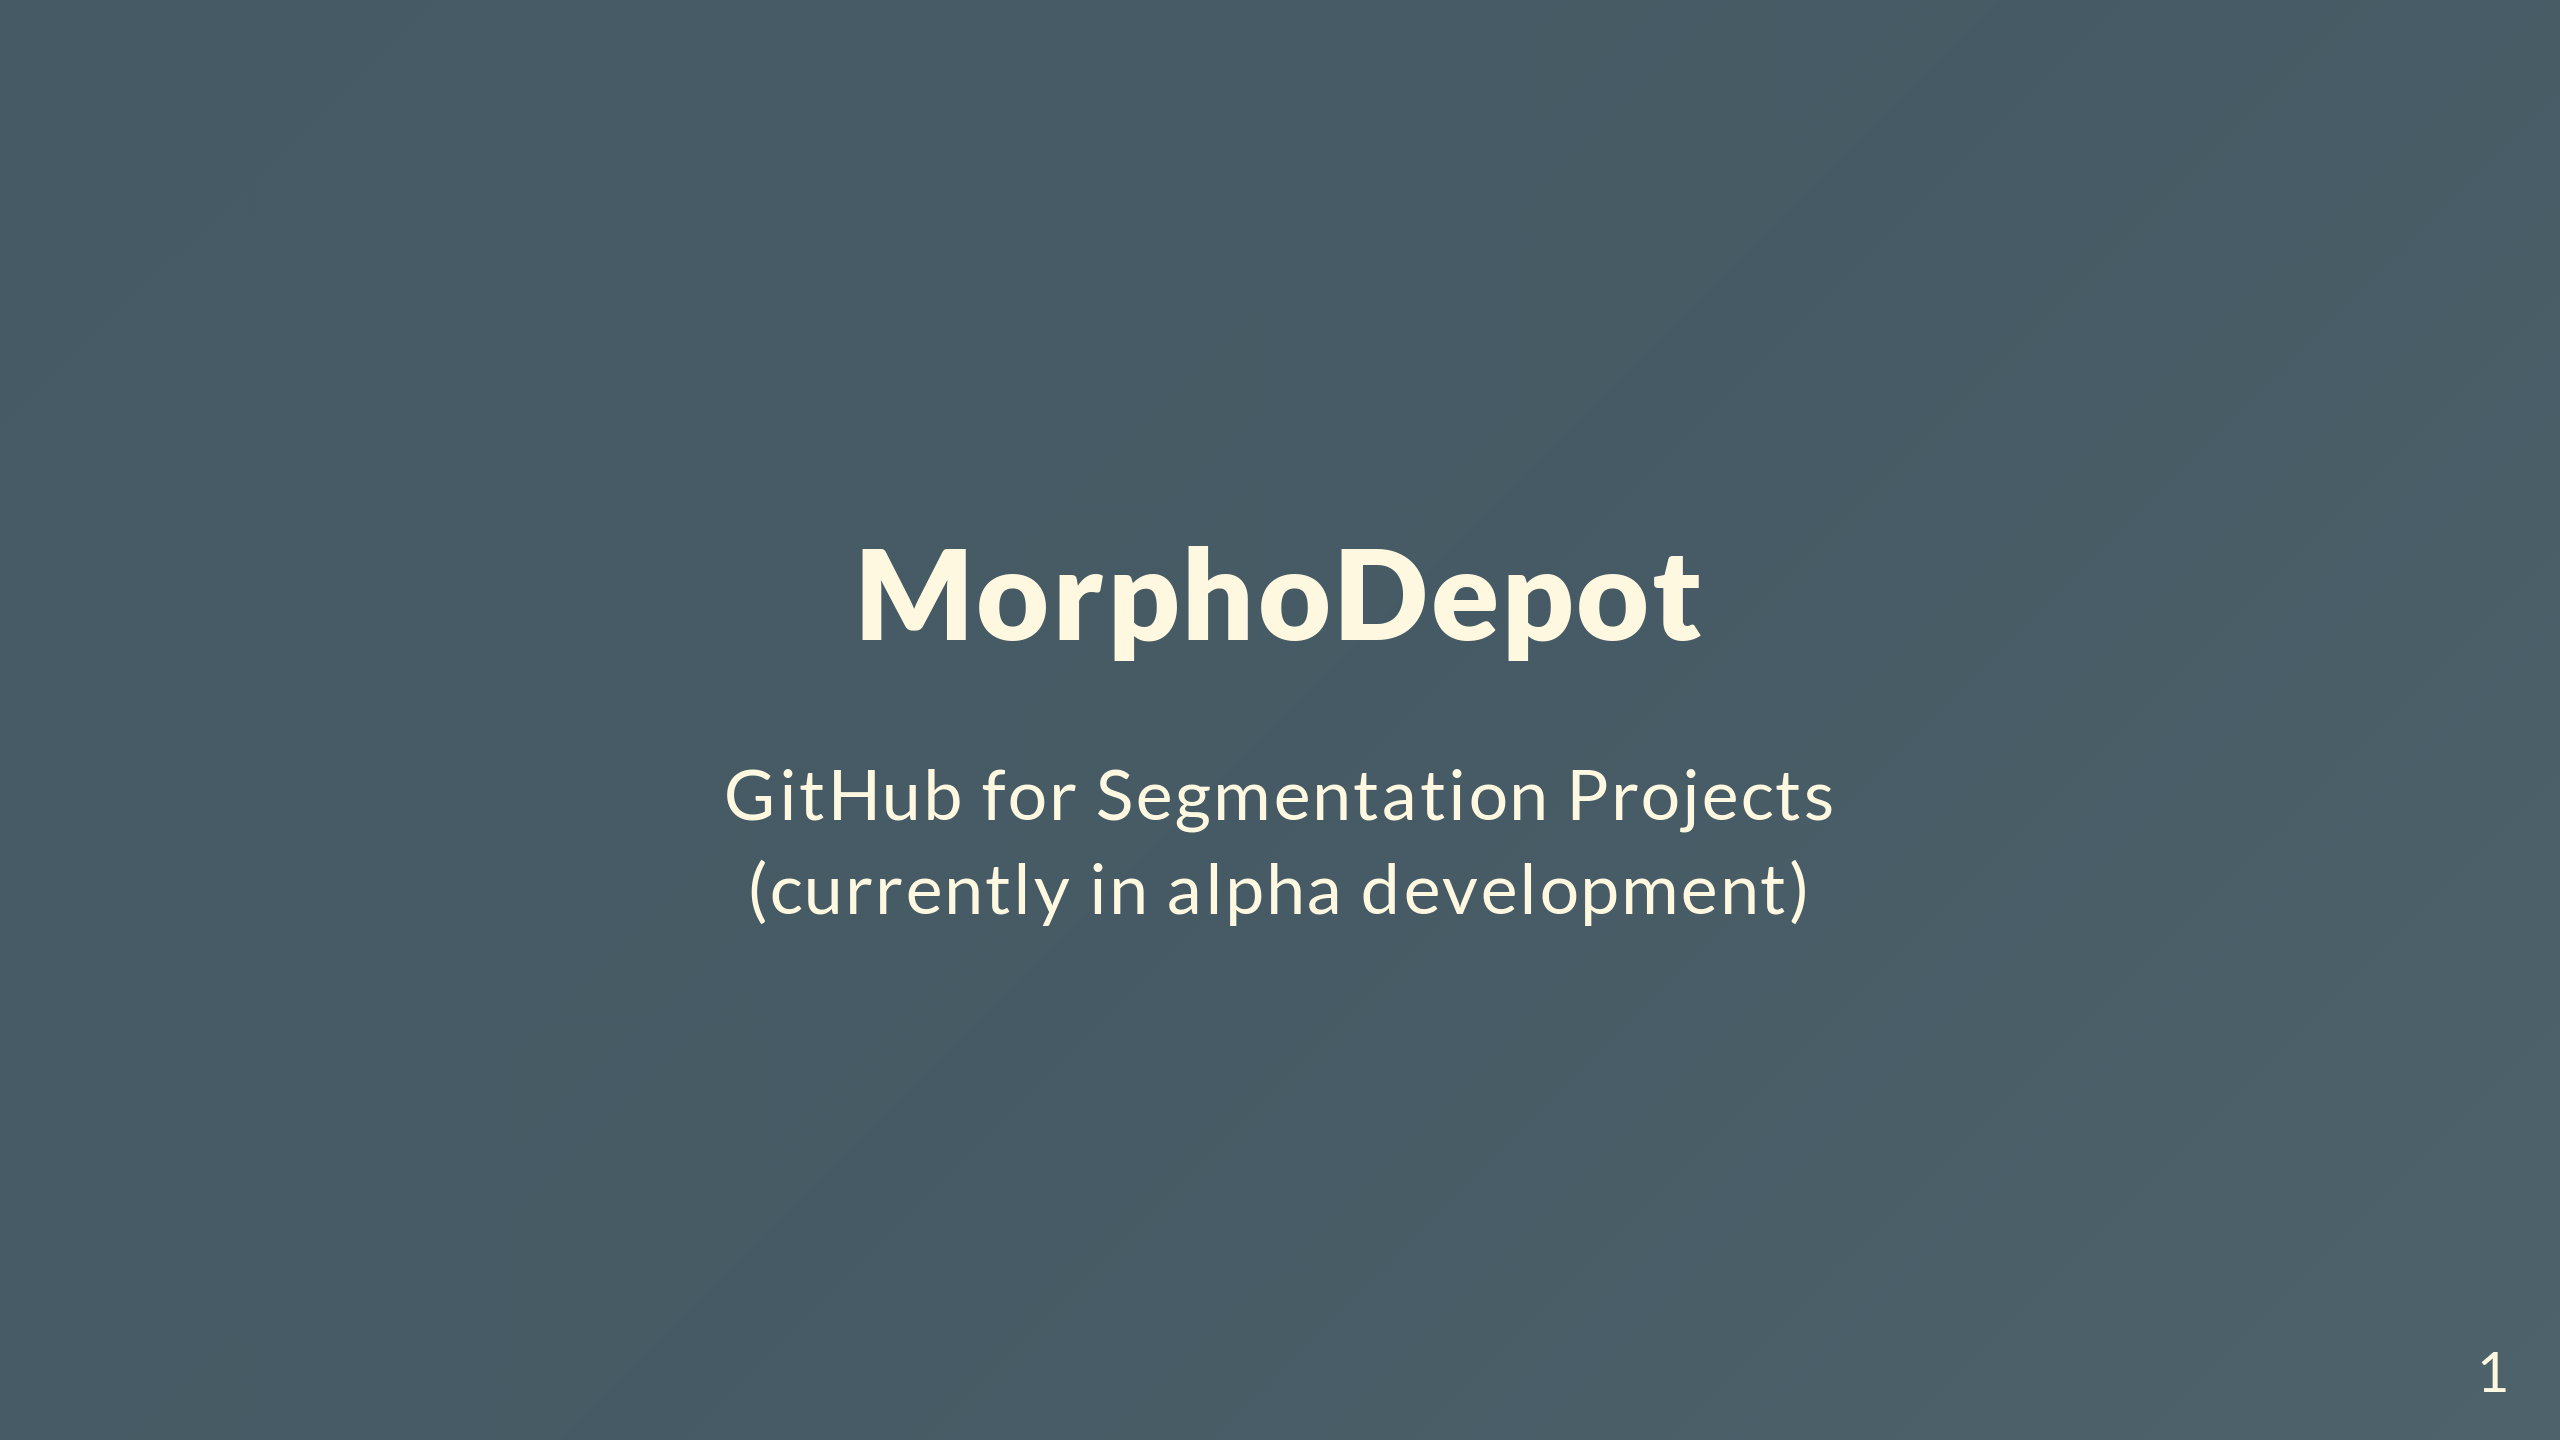 MorphoDepot
GitHub for Segmentation Projects
(currently in alpha development)
1